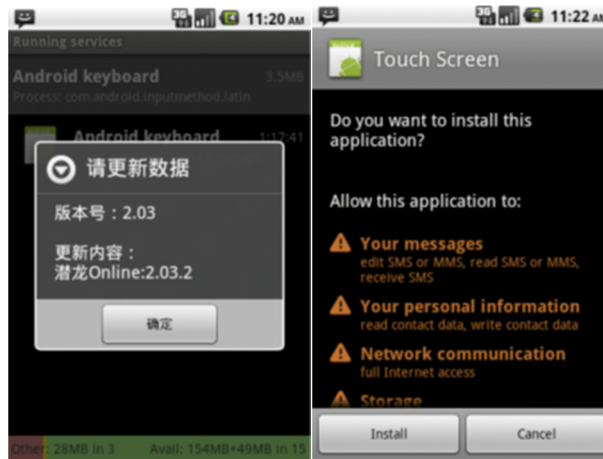 3G
11:20 AM
Running services
Android keyboard
3.5MB
Process: com.android.inputmethod.latin
Android keyboard
1:17:41
请更新数据
版本号：2.03
更新内容：
潜龙Online:2.03.2
确定
Other: 28MB in 3
Avail: 154MB+49MB in 15
3G
11:22 AM
Touch Screen
Do you want to install this
application?
Allow this application to:
Your messages
edit SMS or MMS, read SMS or MMS,
receive SMS
Your personal information
read contact data, write contact data
Network communication
full Internet access
Storage
Install
Cancel